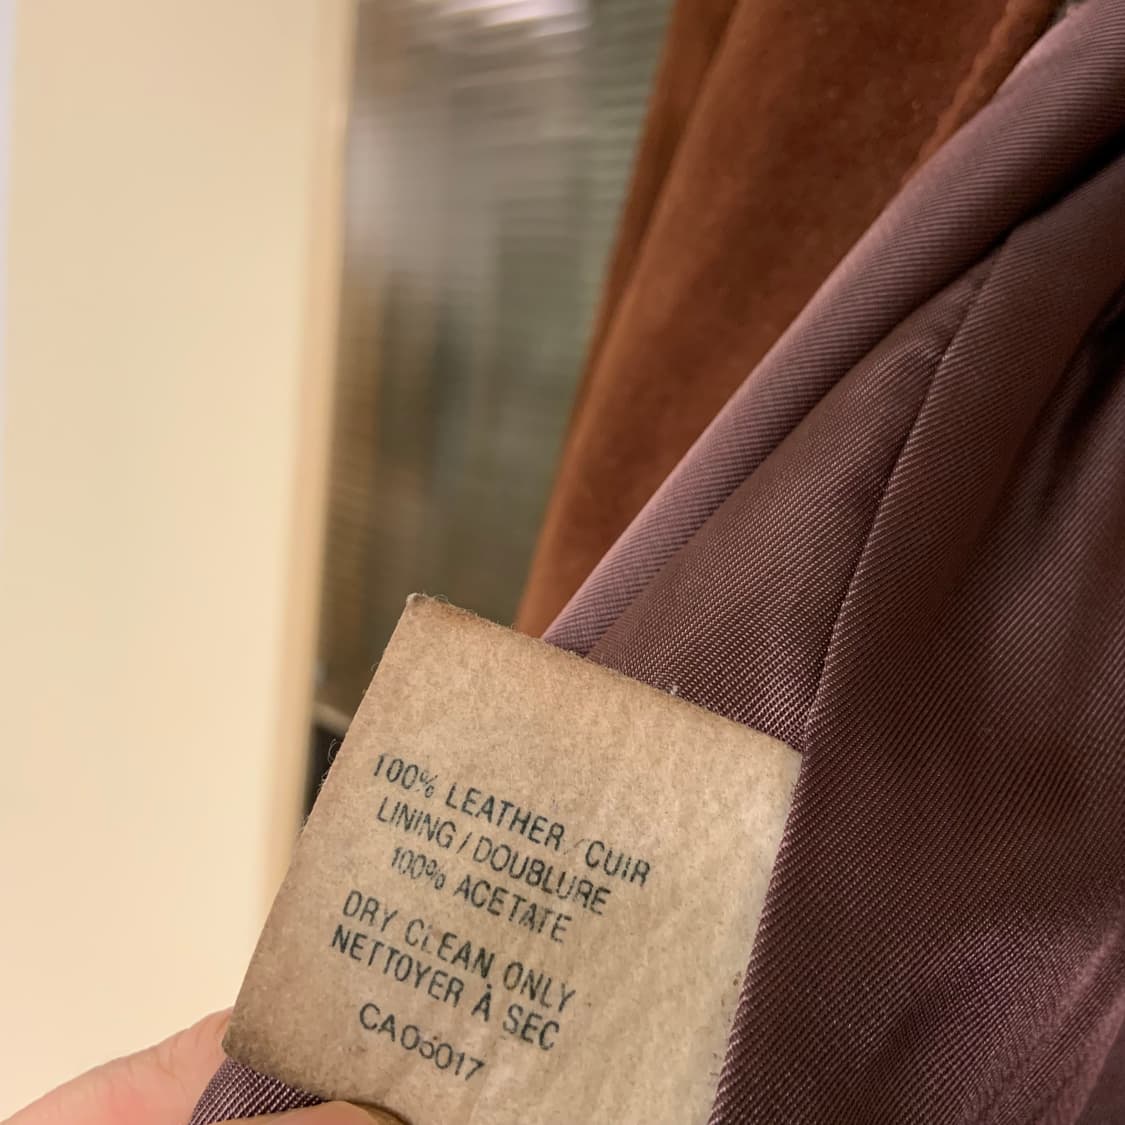 100% LEATHER/CUIR
LINING/DOUBLURE
100% ACETATE
DRY CLEAN ONLY
NETTOYER À SEC
CA05017